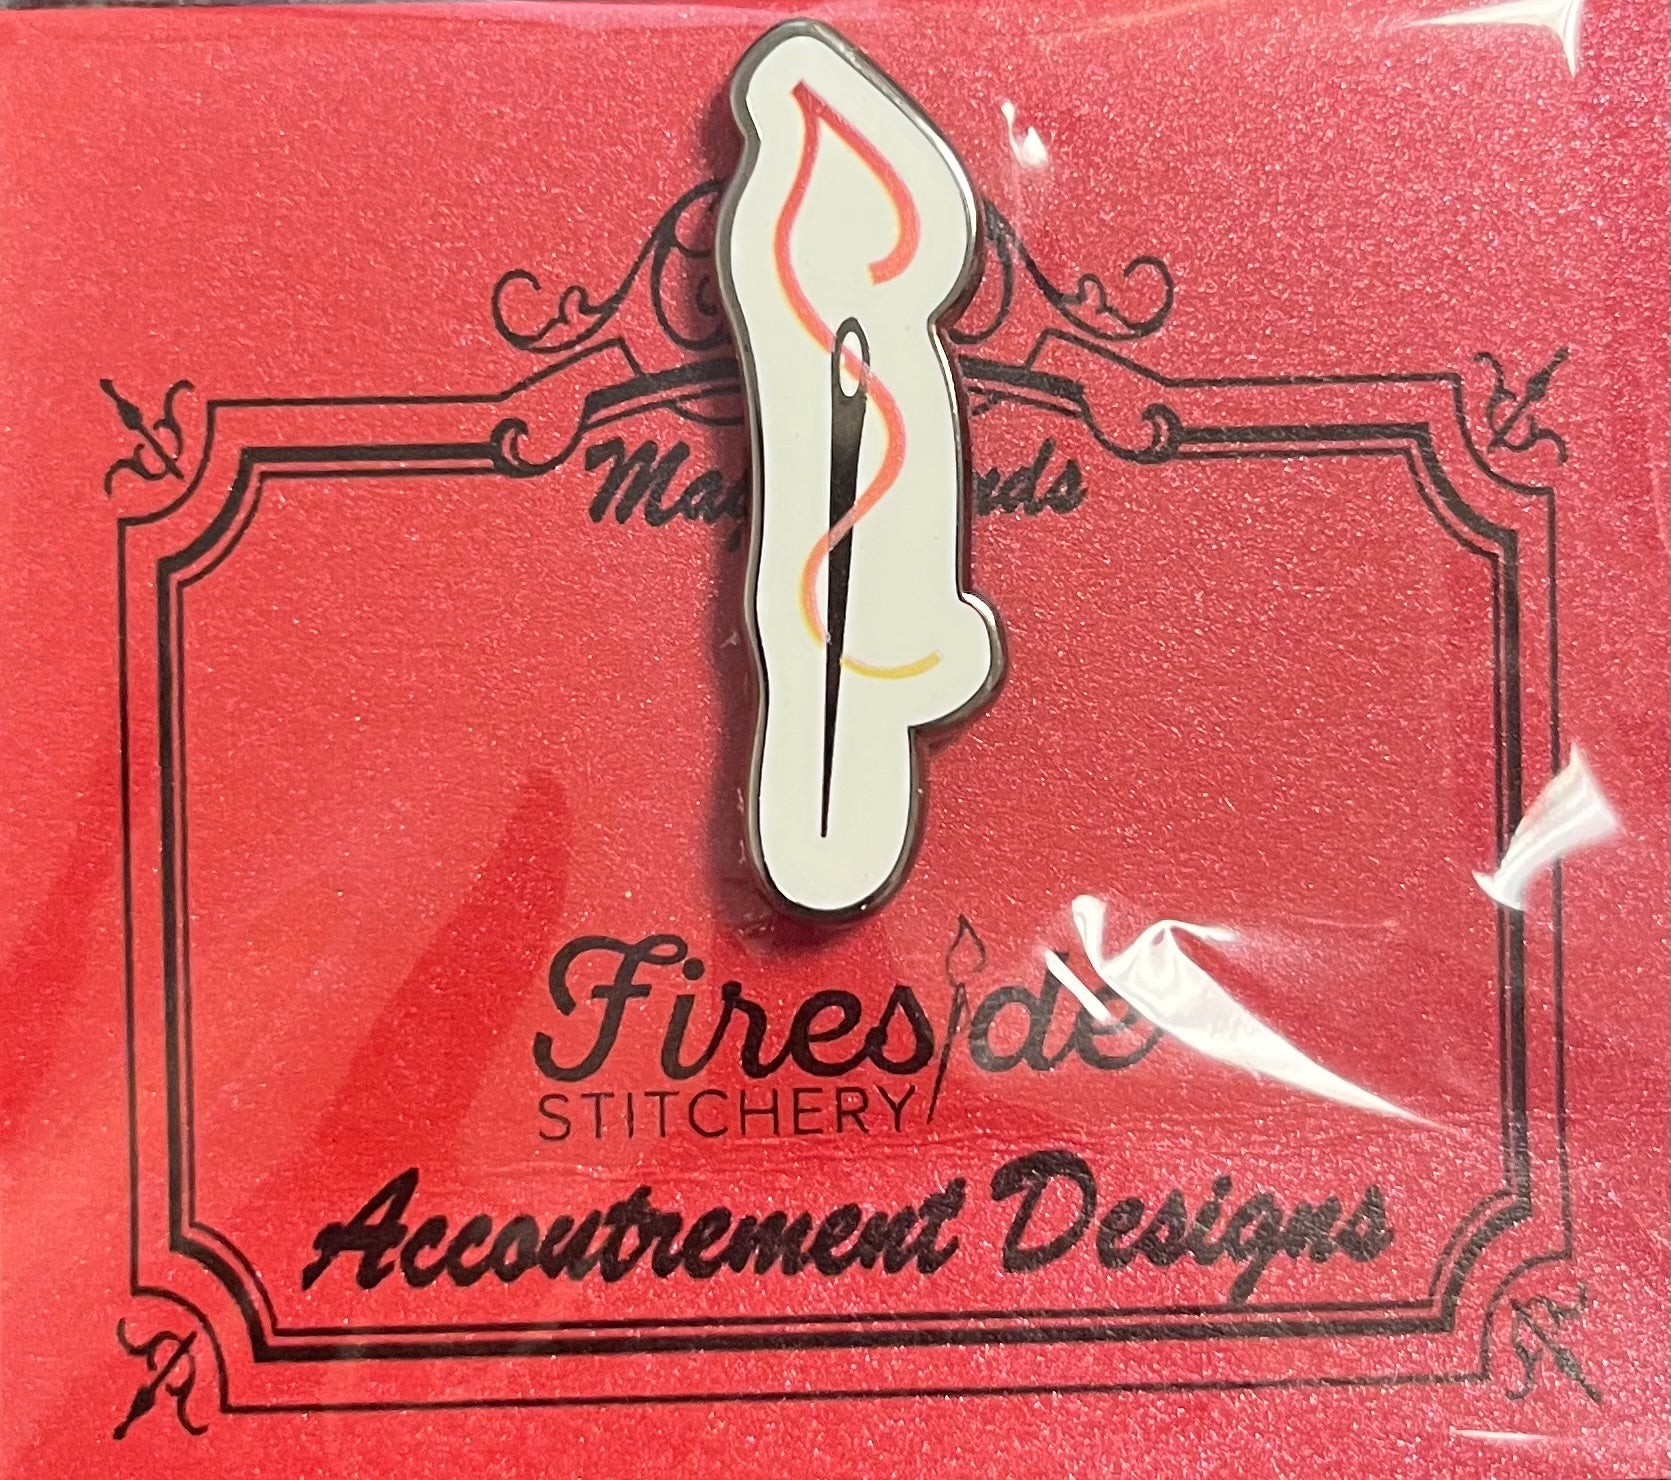 Fireside
STITCHERY
Accoutrement Designs